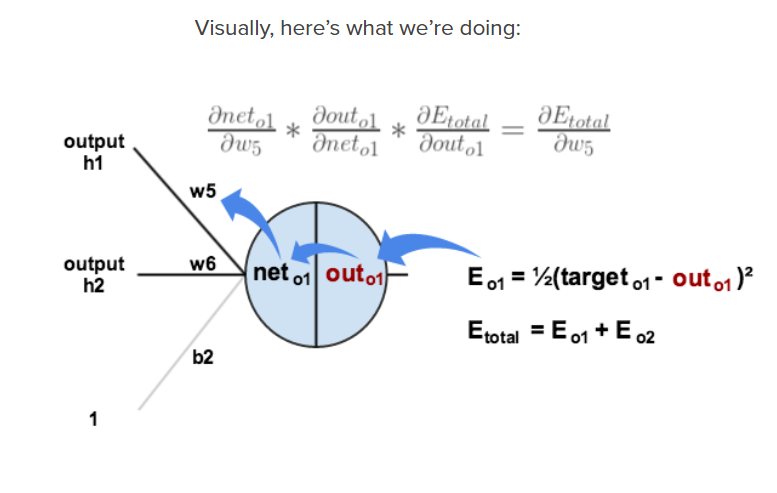 Visually, here's what we're doing:
∂net_o1/∂w5 * ∂out_o1/∂net_o1 * ∂E_total/∂out_o1 = ∂E_total/∂w5
output
h1
w5
output
h2
w6
net o1
out o1
E o1 = ½(target o1 - out o1 )²
E total = E o1 + E o2
b2
1